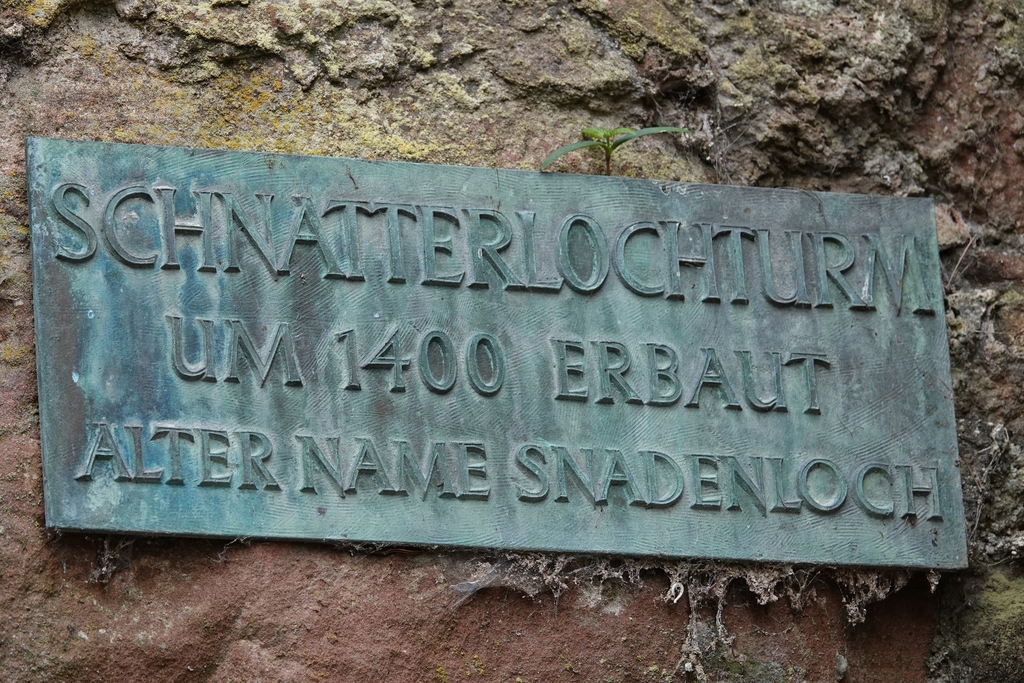 SCHNATTERLOCHTURM
UM 1400 ERBAUT
ALTER NAME SNADENLOCH